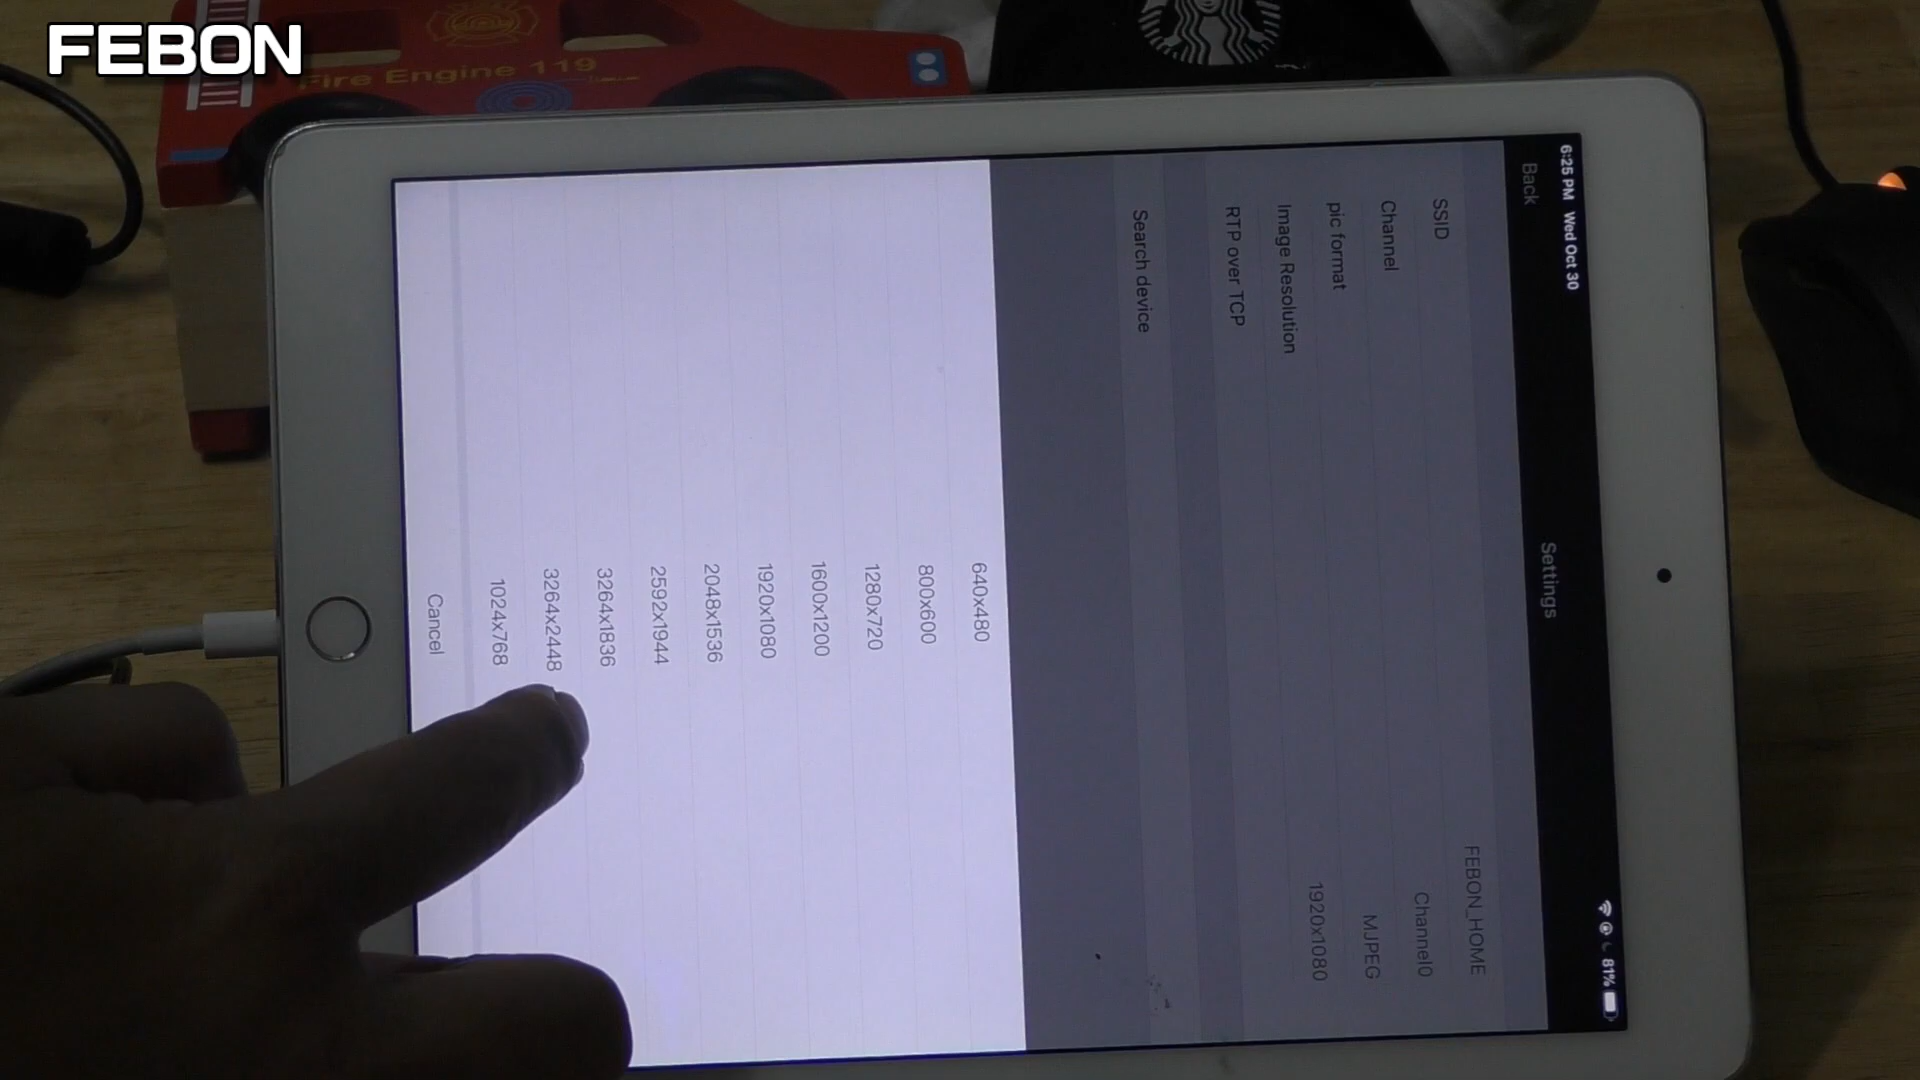 FEBON
Fire Engine 119
6:25 PM Wed Oct 30
81%
Back
Settings
SSID
FEBON_HOME
Channel
Channel0
pic format
MJPEG
Image Resolution
1920x1080
RTP over TCP
Search device
640x480
800x600
1280x720
1600x1200
1920x1080
2048x1536
2592x1944
3264x1836
3264x2448
1024x768
Cancel